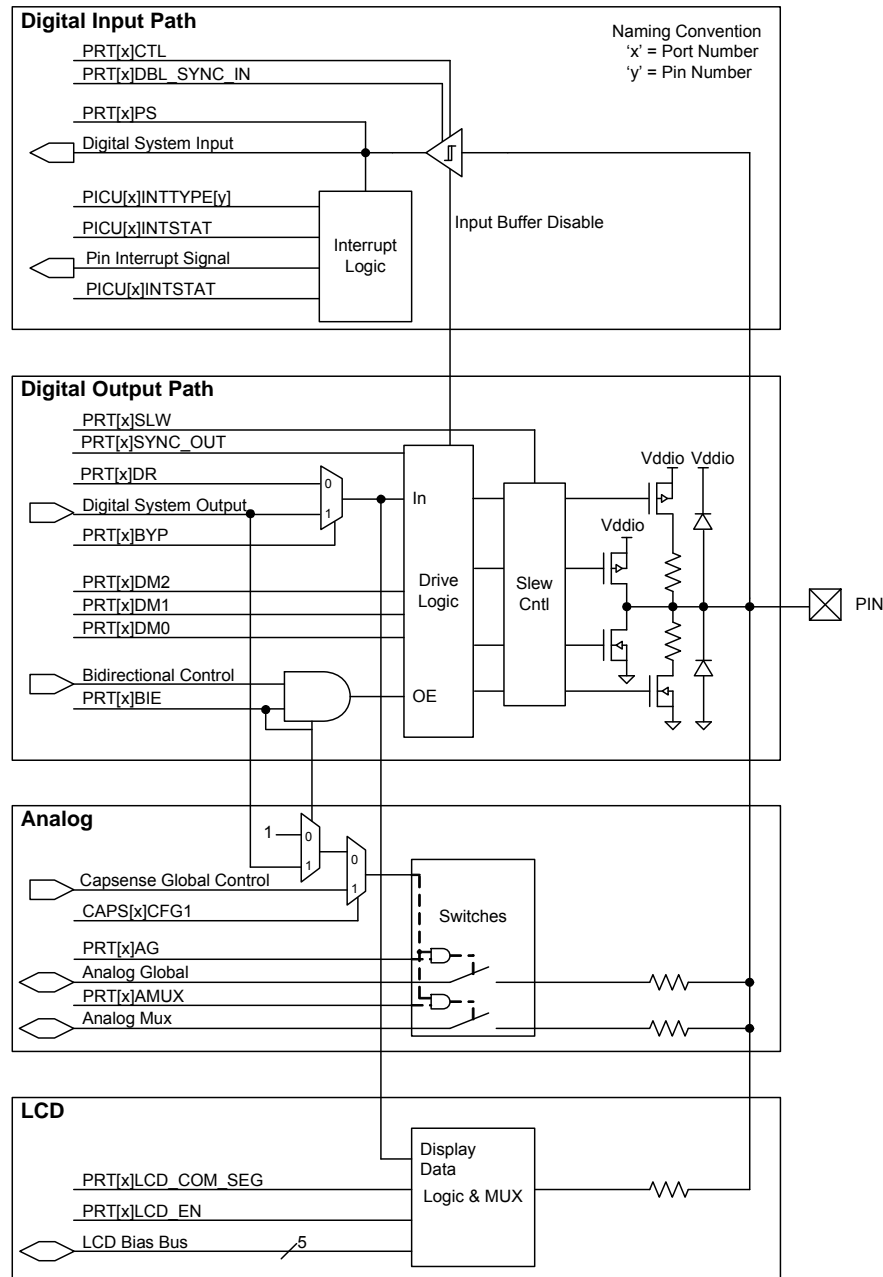 Digital Input Path
Naming Convention
'x' = Port Number
'y' = Pin Number
PRT[x]CTL
PRT[x]DBL_SYNC_IN
PRT[x]PS
Digital System Input
PICU[x]INTTYPE[y]
PICU[x]INTSTAT
Pin Interrupt Signal
PICU[x]INTSTAT
Interrupt
Logic
Input Buffer Disable
Digital Output Path
PRT[x]SLW
PRT[x]SYNC_OUT
PRT[x]DR
Digital System Output
PRT[x]BYP
0
1
PRT[x]DM2
PRT[x]DM1
PRT[x]DM0
Bidirectional Control
PRT[x]BIE
In
Drive
Logic
OE
Slew
Cntl
Vddio Vddio
Vddio
PIN
Analog
1
0
1
0
1
Capsense Global Control
CAPS[x]CFG1
Switches
PRT[x]AG
Analog Global
PRT[x]AMUX
Analog Mux
LCD
Display
Data
Logic & MUX
PRT[x]LCD_COM_SEG
PRT[x]LCD_EN
LCD Bias Bus
5